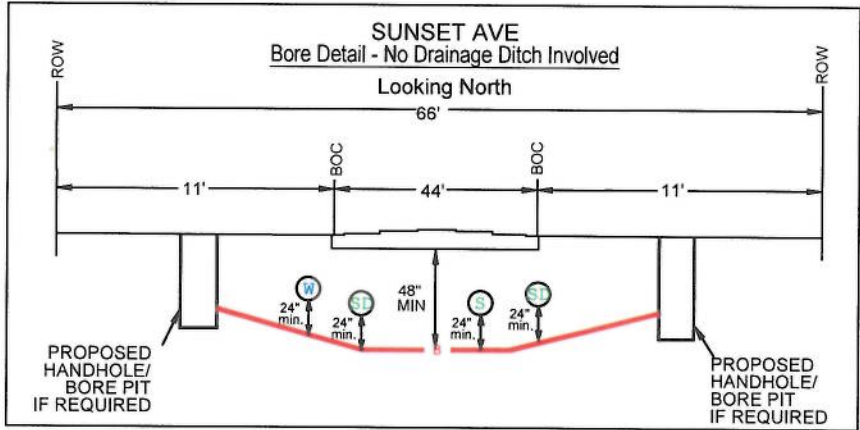 SUNSET AVE
Bore Detail - No Drainage Ditch Involved
Looking North
ROW
ROW
66'
BOC
BOC
11'
44'
11'
W
24"
min.
SD
24"
min.
48"
MIN
S
24"
min.
SD
24"
min.
B
PROPOSED
HANDHOLE/
BORE PIT
IF REQUIRED
PROPOSED
HANDHOLE/
BORE PIT
IF REQUIRED